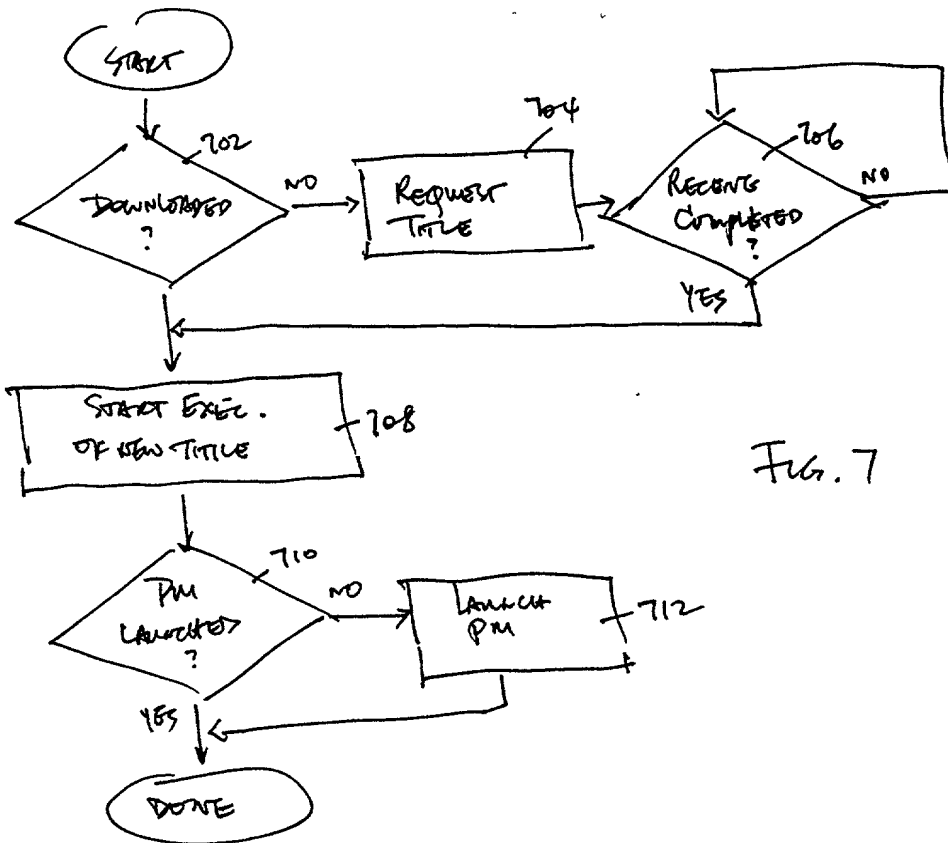 START
702
DOWNLOADED
?
NO
704
REQUEST
TITLE
706
RECEIVE
COMPLETED
?
NO
YES
START EXEC.
OF NEW TITLE
708
FIG. 7
710
PM
LAUNCHED
?
NO
LAUNCH
PM
712
YES
DONE